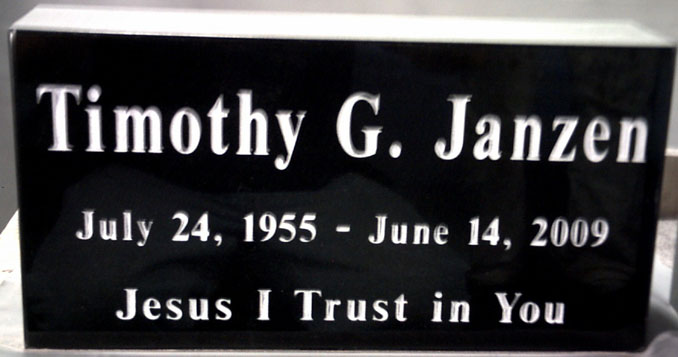 Timothy G. Janzen
July 24, 1955 - June 14, 2009
Jesus I Trust in You